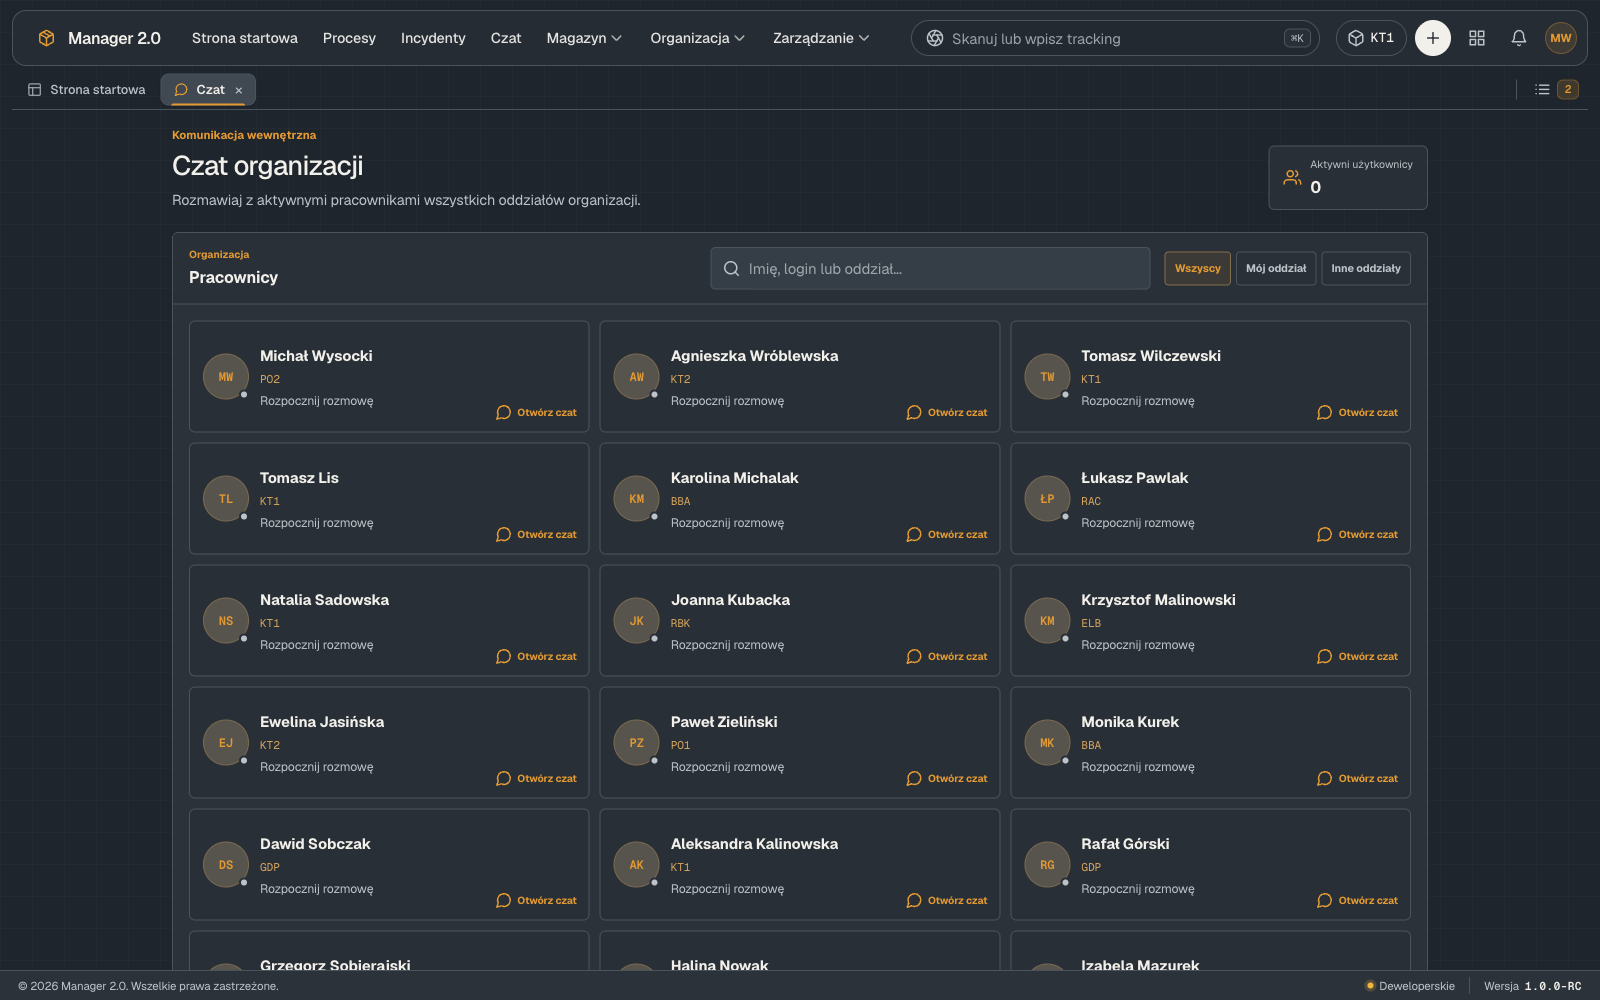 Manager 2.0
Strona startowa
Procesy
Incydenty
Czat
Magazyn
Organizacja
Zarządzanie
Skanuj lub wpisz tracking
⌘K
KT1
MW
Strona startowa
Czat ×
2
Komunikacja wewnętrzna
Czat organizacji
Rozmawiaj z aktywnymi pracownikami wszystkich oddziałów organizacji.
Aktywni użytkownicy
0
Organizacja
Pracownicy
Imię, login lub oddział...
Wszyscy
Mój oddział
Inne oddziały
MW
Michał Wysocki
PO2
Rozpocznij rozmowę
Otwórz czat
AW
Agnieszka Wróblewska
KT2
Rozpocznij rozmowę
Otwórz czat
TW
Tomasz Wilczewski
KT1
Rozpocznij rozmowę
Otwórz czat
TL
Tomasz Lis
KT1
Rozpocznij rozmowę
Otwórz czat
KM
Karolina Michalak
BBA
Rozpocznij rozmowę
Otwórz czat
ŁP
Łukasz Pawlak
RAC
Rozpocznij rozmowę
Otwórz czat
NS
Natalia Sadowska
KT1
Rozpocznij rozmowę
Otwórz czat
JK
Joanna Kubacka
RBK
Rozpocznij rozmowę
Otwórz czat
KM
Krzysztof Malinowski
ELB
Rozpocznij rozmowę
Otwórz czat
EJ
Ewelina Jasińska
KT2
Rozpocznij rozmowę
Otwórz czat
PZ
Paweł Zieliński
PO1
Rozpocznij rozmowę
Otwórz czat
MK
Monika Kurek
BBA
Rozpocznij rozmowę
Otwórz czat
DS
Dawid Sobczak
GDP
Rozpocznij rozmowę
Otwórz czat
AK
Aleksandra Kalinowska
KT1
Rozpocznij rozmowę
Otwórz czat
RG
Rafał Górski
GDP
Rozpocznij rozmowę
Otwórz czat
Grzegorz Sobierajski
Halina Nowak
Izabela Mazurek
© 2026 Manager 2.0. Wszelkie prawa zastrzeżone.
Deweloperskie
Wersja 1.0.0-RC